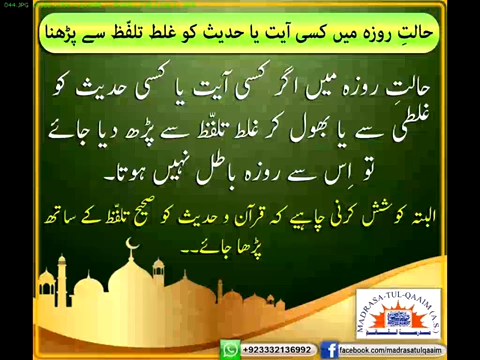 حالتِ روزہ میں کسی آیت یا حدیث کو غلط تلفّظ سے پڑھنا
حالتِ روزہ میں اگر کسی آیت یا کسی حدیث کو
غلطی سے یا بھول کر غلط تلفّظ سے پڑھ دیا جائے
تو اِس سے روزہ باطل نہیں ہوتا۔
البتہ کوشش کرنی چاہیے کہ قرآن و حدیث کو صحیح تلفّظ کے ساتھ
پڑھا جائے۔۔
MADRASA-TUL-QAAIM (A.S)
+923332136992
facebook.com/madrasatulqaaim